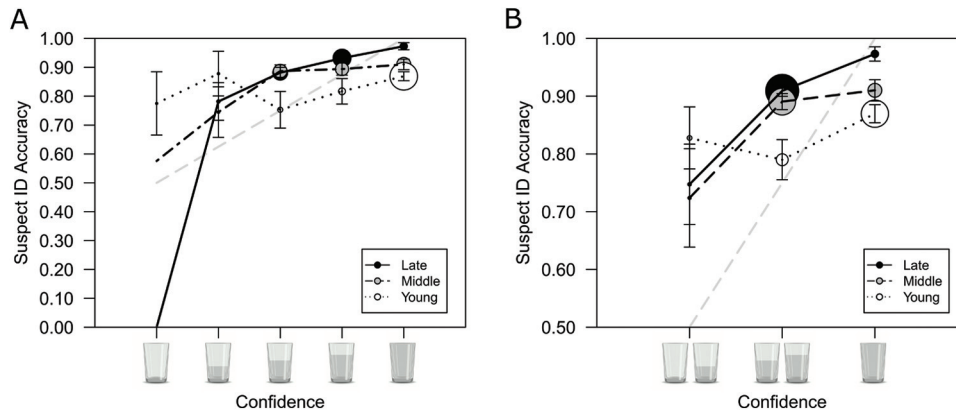 A
1.00
0.90
0.80
0.70
0.60
0.50
0.40
0.30
0.20
0.10
0.00
Suspect ID Accuracy
Late
Middle
Young
Confidence
B
1.00
0.90
0.80
0.70
0.60
0.50
Suspect ID Accuracy
Late
Middle
Young
Confidence